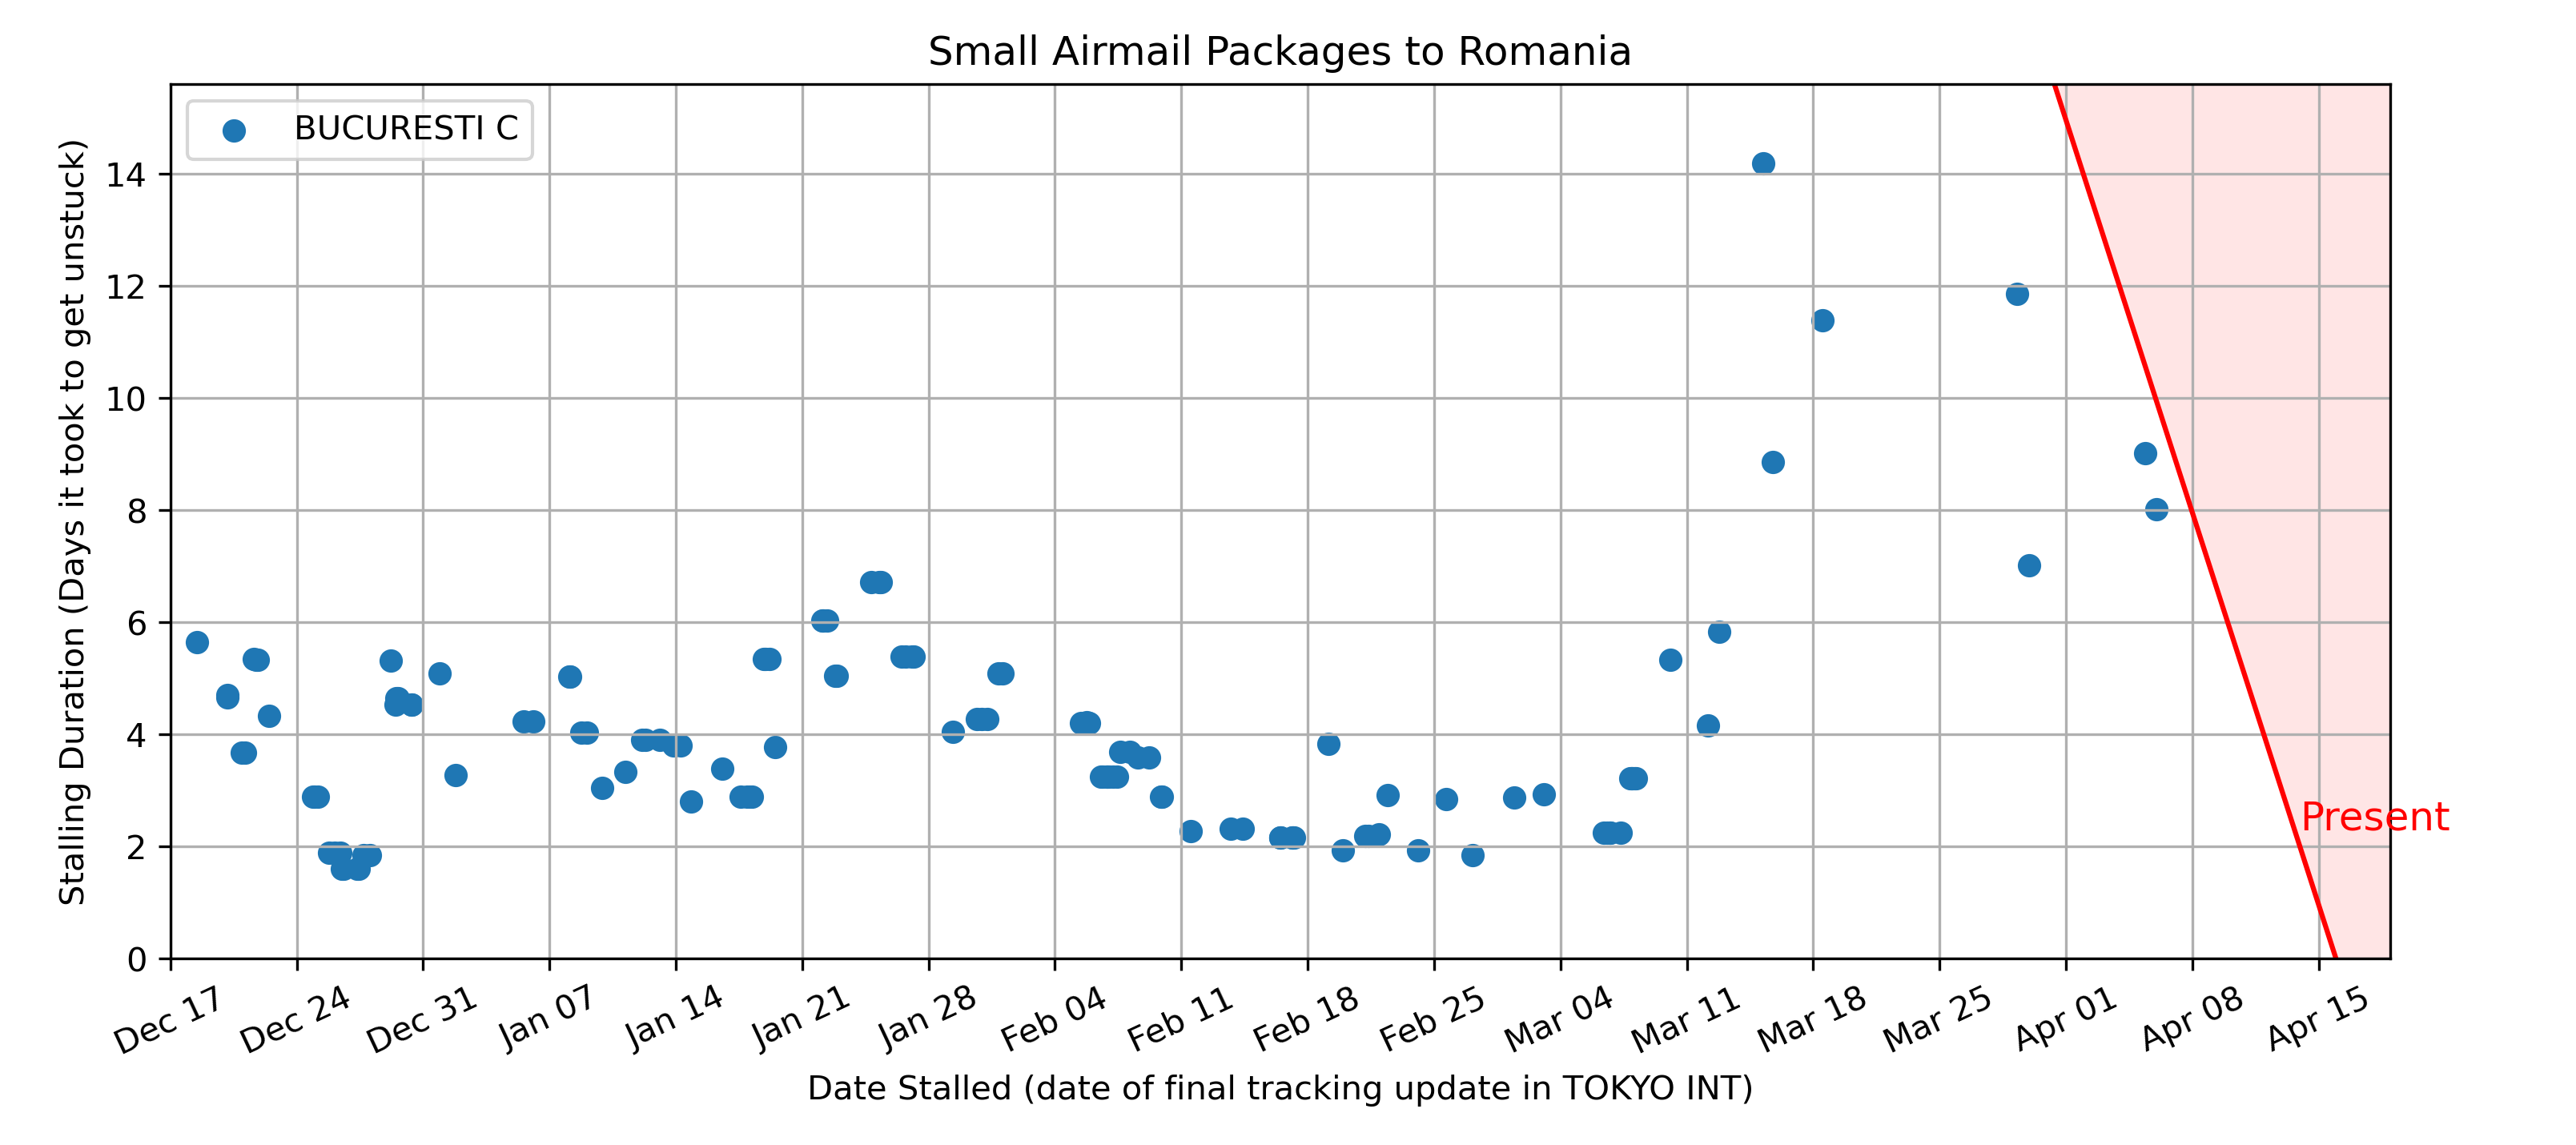 Small Airmail Packages to Romania
BUCURESTI C
Stalling Duration (Days it took to get unstuck)
14
12
10
8
6
4
2
0
Present
Dec 17
Dec 24
Dec 31
Jan 07
Jan 14
Jan 21
Jan 28
Feb 04
Feb 11
Feb 18
Feb 25
Mar 04
Mar 11
Mar 18
Mar 25
Apr 01
Apr 08
Apr 15
Date Stalled (date of final tracking update in TOKYO INT)